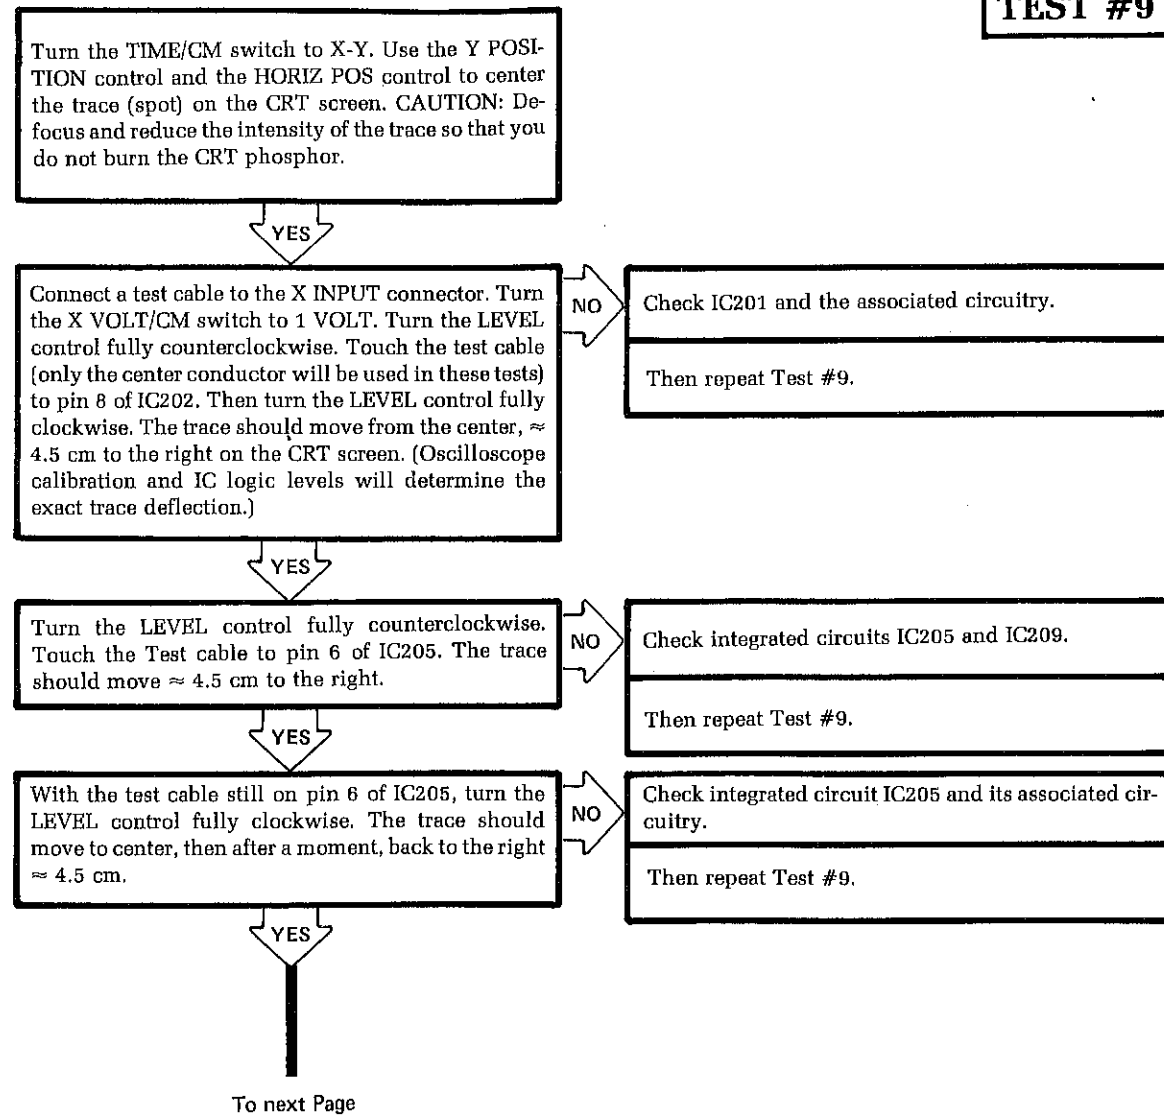 TEST #9
Turn the TIME/CM switch to X-Y. Use the Y POSI-
TION control and the HORIZ POS control to center
the trace (spot) on the CRT screen. CAUTION: De-
focus and reduce the intensity of the trace so that you
do not burn the CRT phosphor.
YES
Connect a test cable to the X INPUT connector. Turn
the X VOLT/CM switch to 1 VOLT. Turn the LEVEL
control fully counterclockwise. Touch the test cable
(only the center conductor will be used in these tests)
to pin 8 of IC202. Then turn the LEVEL control fully
clockwise. The trace should move from the center, ≈
4.5 cm to the right on the CRT screen. (Oscilloscope
calibration and IC logic levels will determine the
exact trace deflection.)
NO
Check IC201 and the associated circuitry.
Then repeat Test #9.
YES
Turn the LEVEL control fully counterclockwise.
Touch the Test cable to pin 6 of IC205. The trace
should move ≈ 4.5 cm to the right.
NO
Check integrated circuits IC205 and IC209.
Then repeat Test #9.
YES
With the test cable still on pin 6 of IC205, turn the
LEVEL control fully clockwise. The trace should
move to center, then after a moment, back to the right
≈ 4.5 cm.
NO
Check integrated circuit IC205 and its associated cir-
cuitry.
Then repeat Test #9.
YES
To next Page